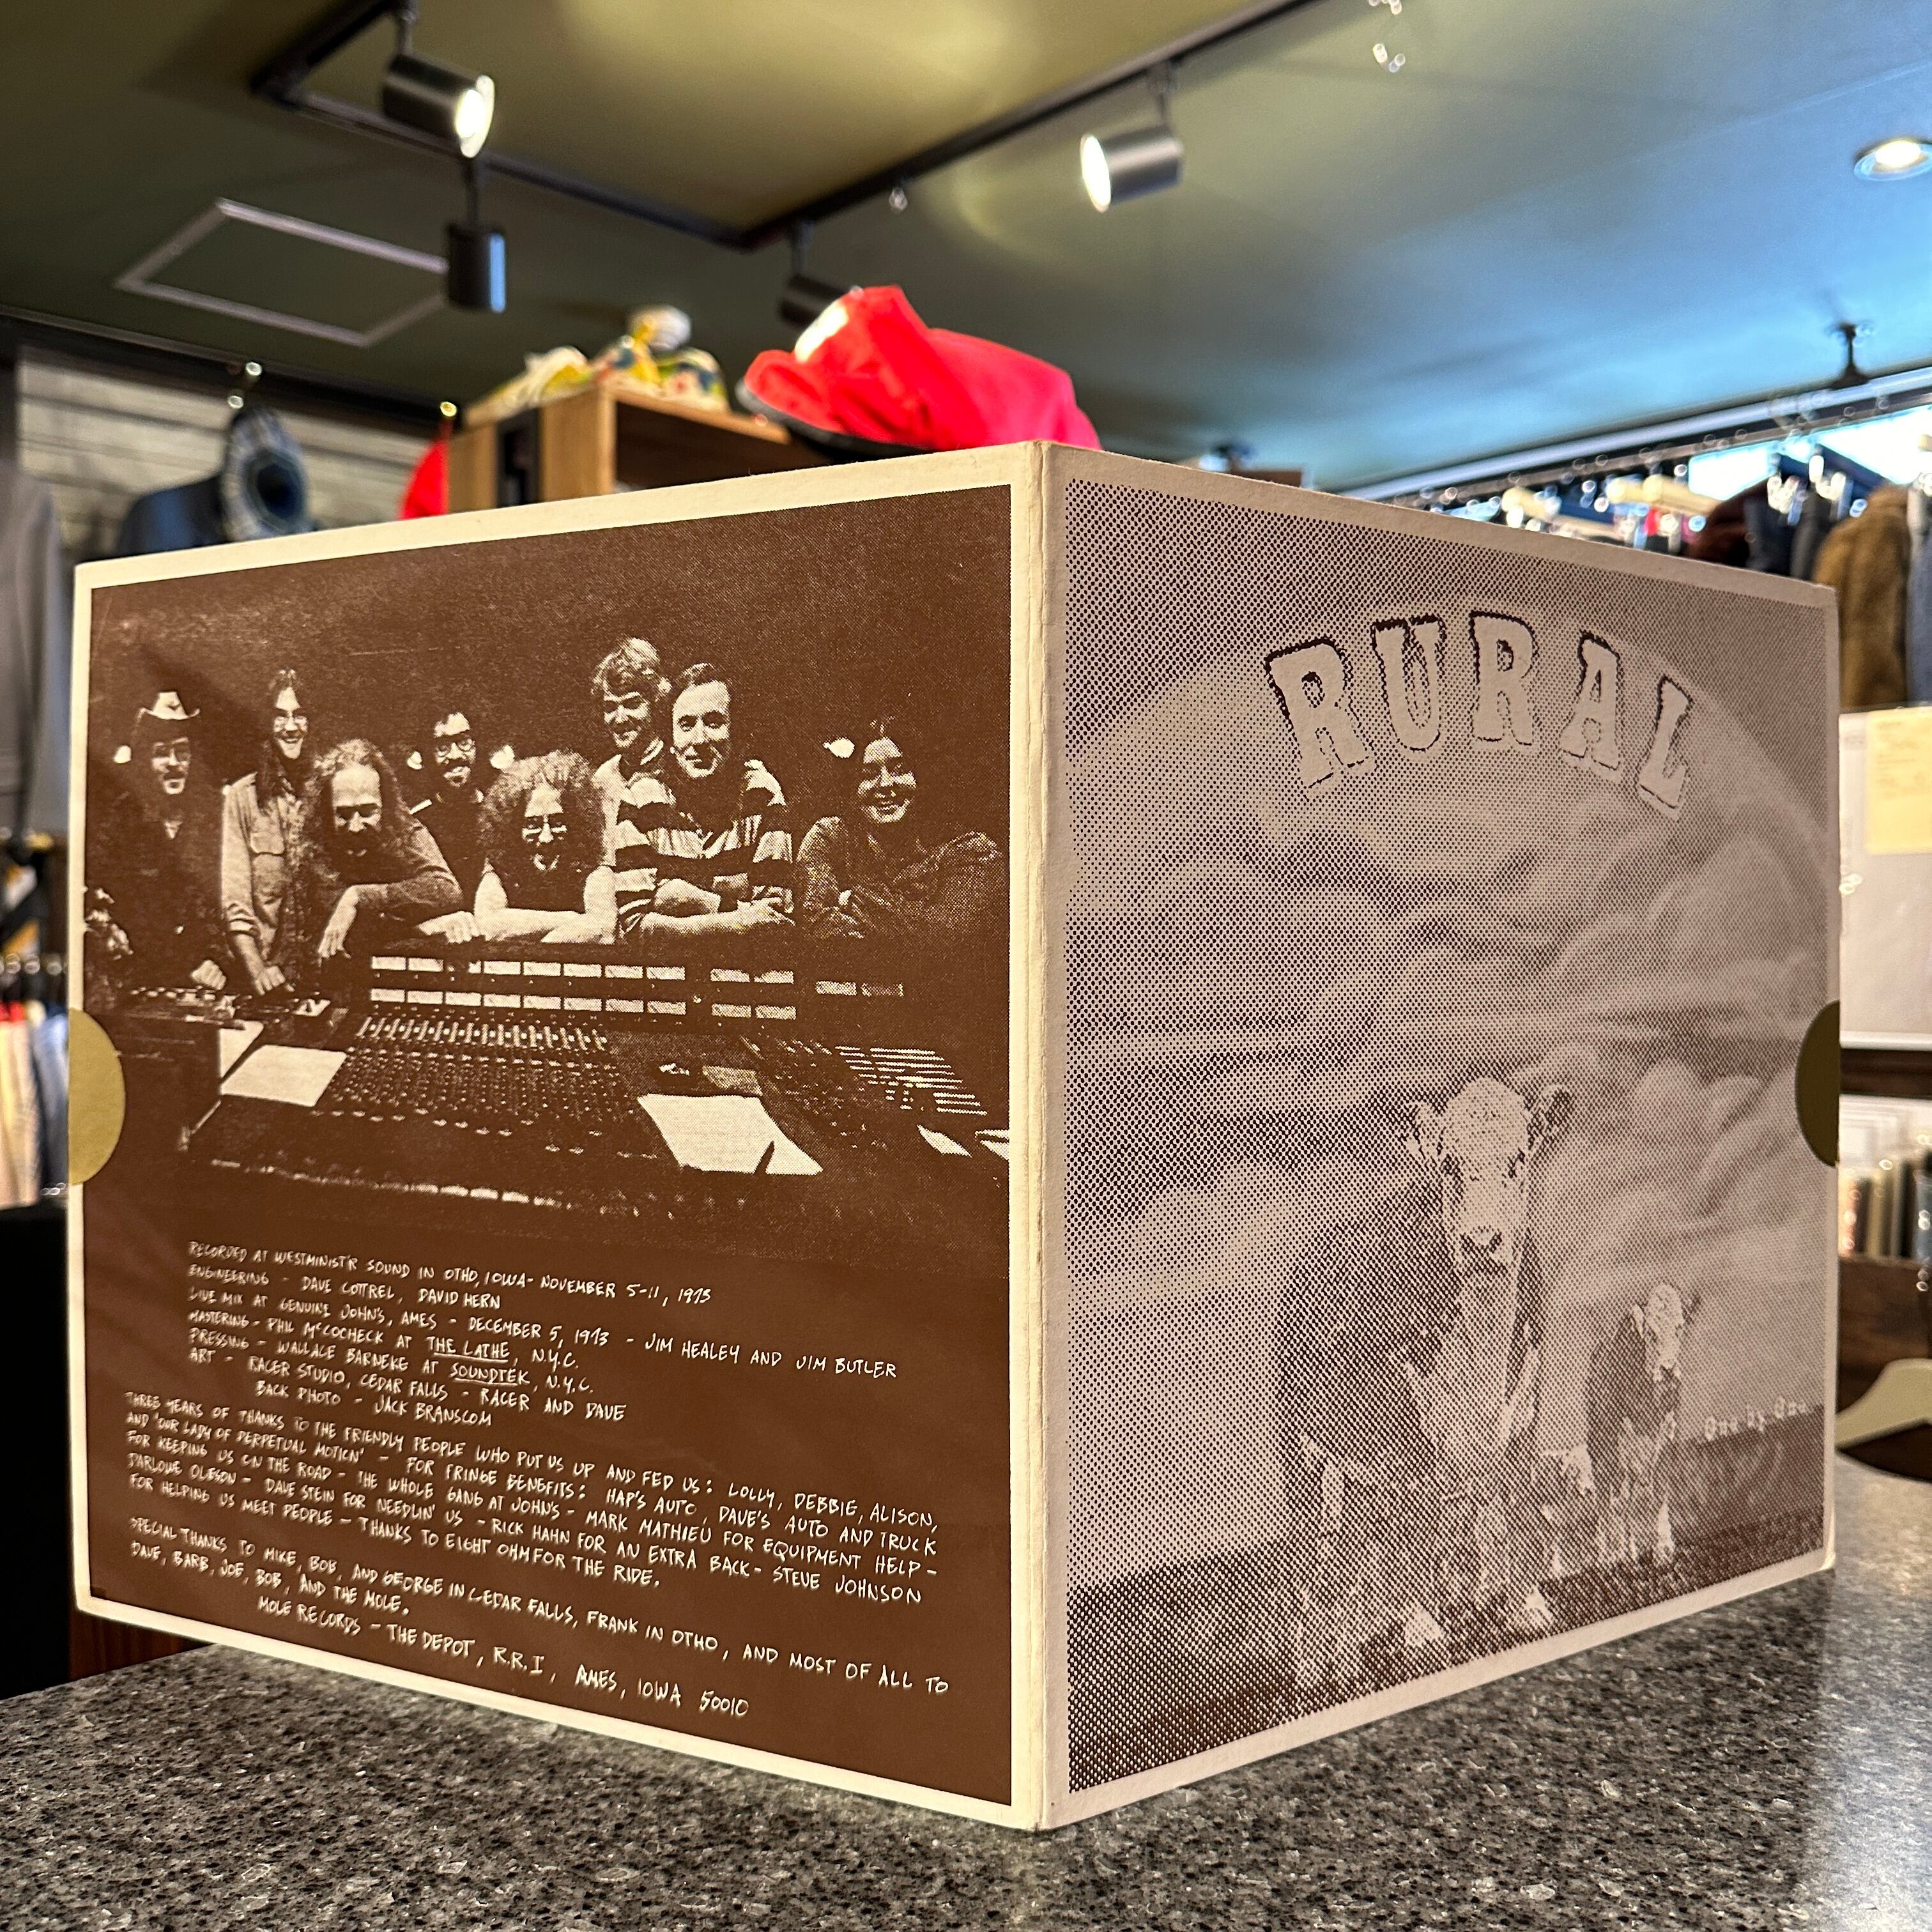 RECORDED AT WESTMINIST'R SOUND IN OTHO, IOWA - NOVEMBER 5-11, 1973
ENGINEERING - DAVE COTTREL, DAVID HERN
LIVE MIX AT GENUINE JOHN'S, AMES - DECEMBER 5, 1973 - JIM HEALEY AND JIM BUTLER
MASTERING - PHIL McCOCHECK AT THE LATHE, N.Y.C.
PRESSING - WALLACE BARNEKE AT SOUNDTEK, N.Y.C.
ART - RACER STUDIO, CEDAR FALLS - RACER AND DAVE
BACK PHOTO - JACK BRANSCOM
THREE YEARS OF THANKS TO THE FRIENDLY PEOPLE WHO PUT US UP AND FED US: LOLLY, DEBBIE, ALISON,
AND "OUR LADY OF PERPETUAL MOTION" - FOR FRINGE BENEFITS: HAP'S AUTO, DAVE'S AUTO AND TRUCK
FOR KEEPING US ON THE ROAD - THE WHOLE GANG AT JOHN'S - MARK MATHIEU FOR EQUIPMENT HELP -
DARLOWE OLESON - DAVE STEIN FOR NEEDLIN' US - RICK HAHN FOR AN EXTRA BACK - STEVE JOHNSON
FOR HELPING US MEET PEOPLE - THANKS TO EIGHT OHM FOR THE RIDE.
SPECIAL THANKS TO MIKE, BOB, AND GEORGE IN CEDAR FALLS, FRANK IN OTHO, AND MOST OF ALL TO
DAVE, BARB, JOE, BOB, AND THE MOLE.
MOLE RECORDS - THE DEPOT, R.R.I, AMES, IOWA 50010
RURAL
One by One